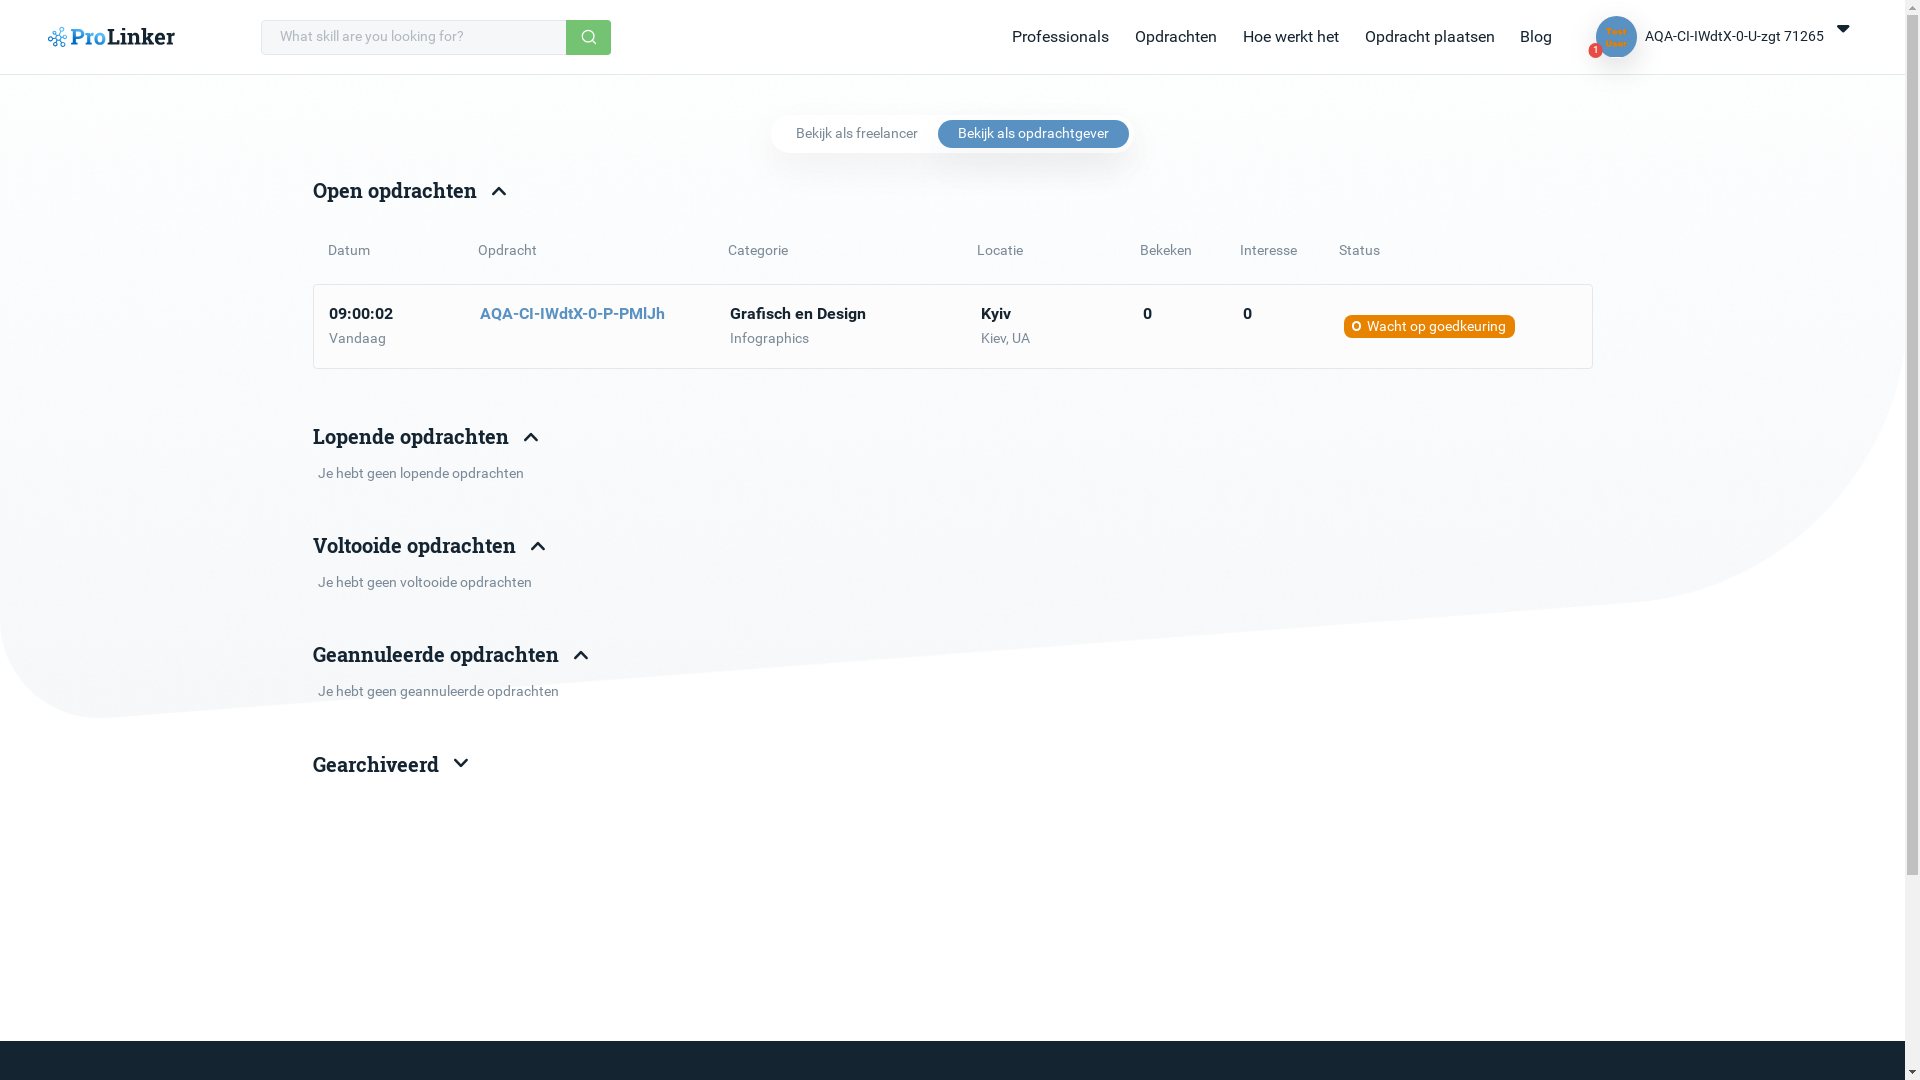 ProLinker
What skill are you looking for?
Professionals
Opdrachten
Hoe werkt het
Opdracht plaatsen
Blog
1
AQA-CI-IWdtX-0-U-zgt 71265
Bekijk als freelancer
Bekijk als opdrachtgever
Open opdrachten
Datum Opdracht Categorie Locatie Bekeken Interesse Status
09:00:02 AQA-CI-IWdtX-0-P-PMlJh Grafisch en Design Kyiv 0 0 Wacht op goedkeuring
Vandaag Infographics Kiev, UA
Lopende opdrachten
Je hebt geen lopende opdrachten
Voltooide opdrachten
Je hebt geen voltooide opdrachten
Geannuleerde opdrachten
Je hebt geen geannuleerde opdrachten
Gearchiveerd